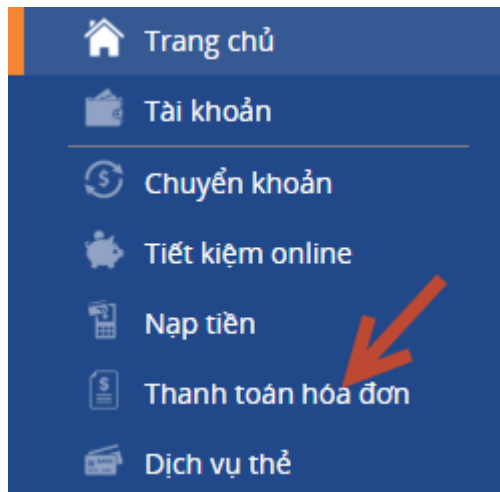 Trang chủ
Tài khoản
Chuyển khoản
Tiết kiệm online
Nạp tiền
Thanh toán hóa đơn
Dịch vụ thẻ